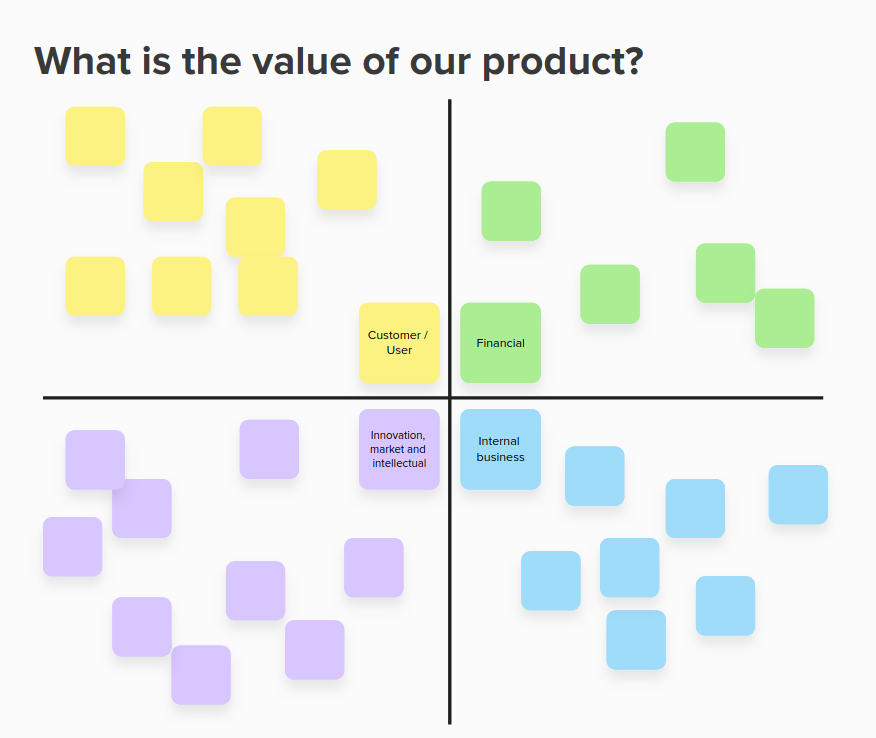 What is the value of our product?
Customer /
User
Financial
Innovation,
market and
intellectual
Internal
business